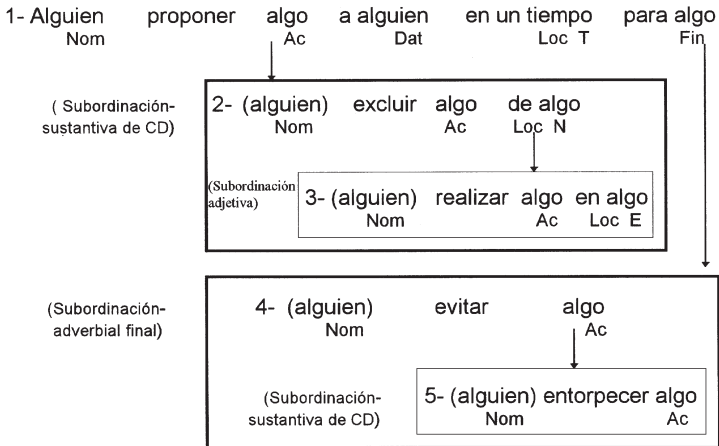 1- Alguien proponer algo a alguien en un tiempo para algo
Nom Ac Dat Loc T Fin
( Subordinación- 2- (alguien) excluir algo de algo
sustantiva de CD) Nom Ac Loc N
(Subordinación
adjetiva) 3- (alguien) realizar algo en algo
Nom Ac Loc E
(Subordinación- 4- (alguien) evitar algo
adverbial final) Nom Ac
(Subordinación- 5- (alguien) entorpecer algo
sustantiva de CD) Nom Ac